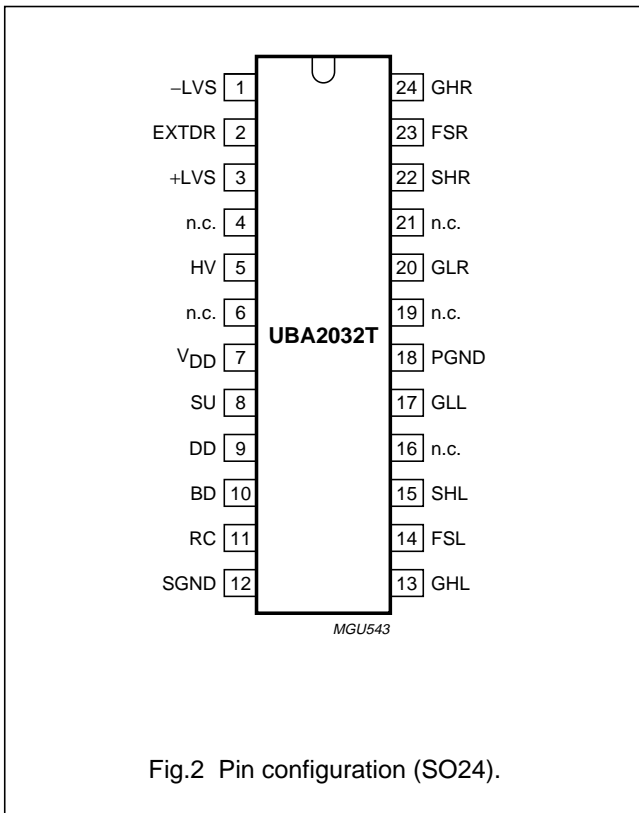 −LVS 1 24 GHR
EXTDR 2 23 FSR
+LVS 3 22 SHR
n.c. 4 21 n.c.
HV 5 20 GLR
n.c. 6 19 n.c.
UBA2032T
VDD 7 18 PGND
SU 8 17 GLL
DD 9 16 n.c.
BD 10 15 SHL
RC 11 14 FSL
SGND 12 13 GHL
MGU543
Fig.2 Pin configuration (SO24).